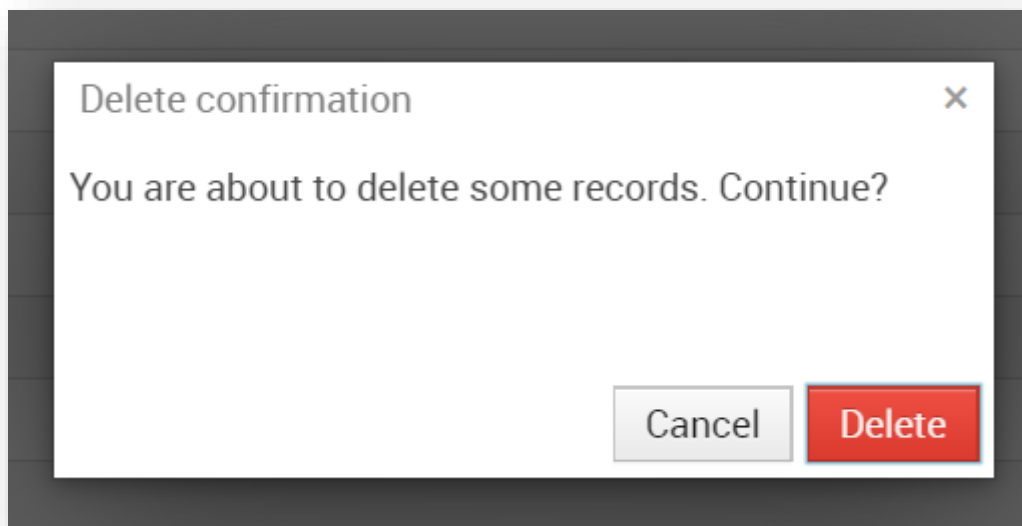 Delete confirmation ×
You are about to delete some records. Continue?
Cancel Delete